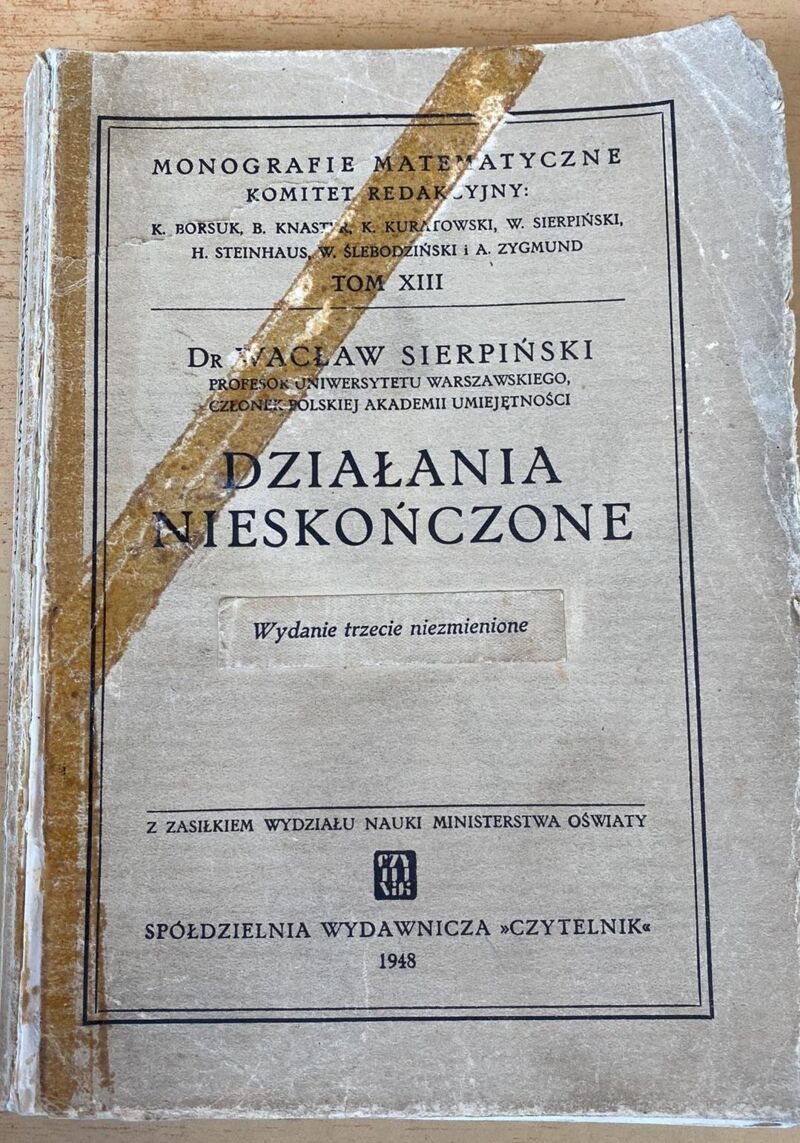 MONOGRAFIE MATEMATYCZNE
KOMITET REDAKCYJNY:
K. BORSUK, B. KNASTER, K. KURATOWSKI, W. SIERPIŃSKI,
H. STEINHAUS, W. ŚLEBODZIŃSKI i A. ZYGMUND
TOM XIII
DR WACŁAW SIERPIŃSKI
PROFESOR UNIWERSYTETU WARSZAWSKIEGO,
CZŁONEK POLSKIEJ AKADEMII UMIEJĘTNOŚCI
DZIAŁANIA
NIESKOŃCZONE
Wydanie trzecie niezmienione
Z ZASIŁKIEM WYDZIAŁU NAUKI MINISTERSTWA OŚWIATY
SPÓŁDZIELNIA WYDAWNICZA »CZYTELNIK«
1948